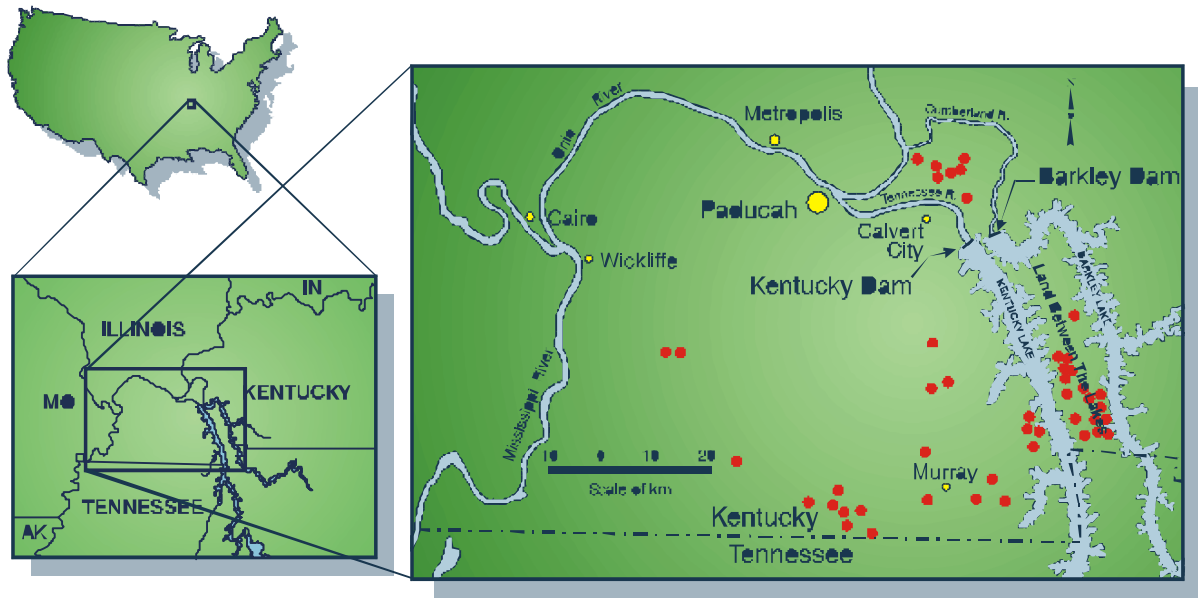 IN
ILLINOIS
MO
KENTUCKY
TENNESSEE
AK
Ohio River
Metropolis
Cumberland R.
Barkley Dam
Tennessee R.
Paducah
Cairo
Calvert
City
Wickliffe
Kentucky Dam
KENTUCKY LAKE
Land Between The Lakes
BARKLEY LAKE
Mississippi River
10 0 10 20
Scale of km
Murray
Kentucky
Tennessee